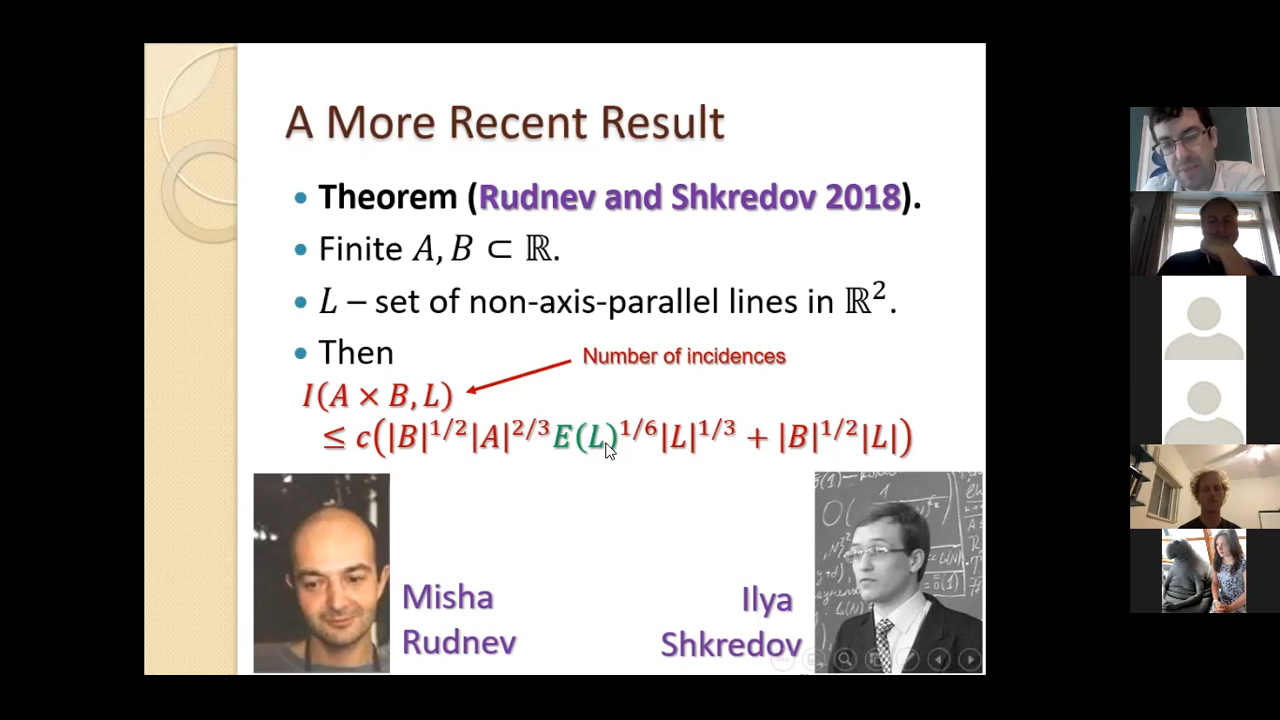 A More Recent Result
• Theorem (Rudnev and Shkredov 2018).
• Finite A, B ⊂ ℝ.
• L – set of non-axis-parallel lines in ℝ².
• Then
Number of incidences
I(A × B, L)
≤ c(|B|^{1/2}|A|^{2/3}E(L)^{1/6}|L|^{1/3} + |B|^{1/2}|L|)
Misha
Rudnev
Ilya
Shkredov